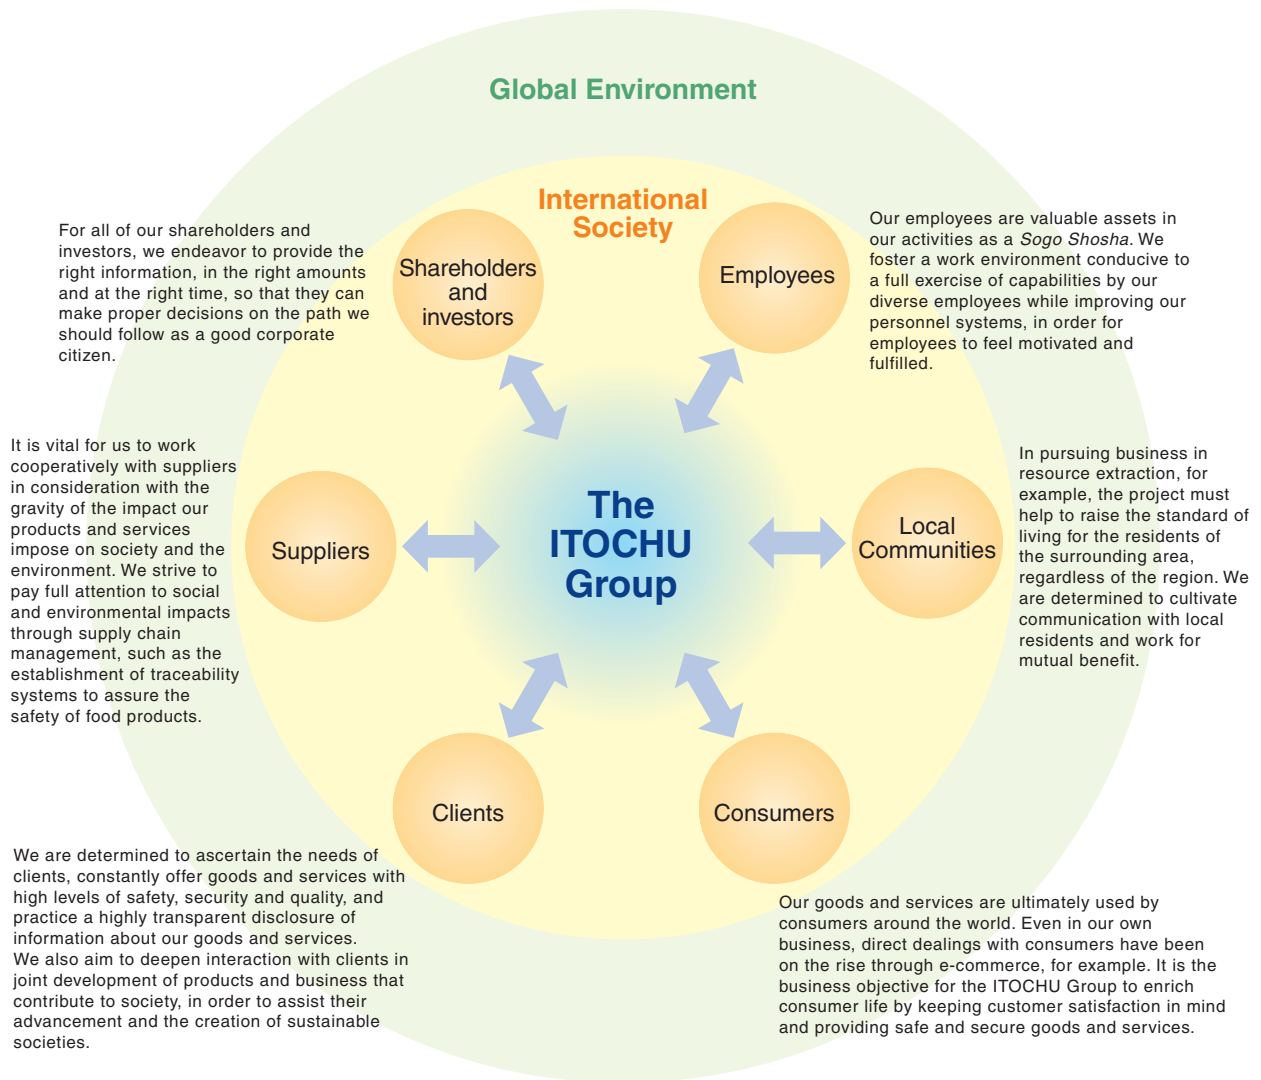 Global Environment
International
Society
For all of our shareholders and
investors, we endeavor to provide the
right information, in the right amounts
and at the right time, so that they can
make proper decisions on the path we
should follow as a good corporate
citizen.
Shareholders
and
investors
Employees
Our employees are valuable assets in
our activities as a Sogo Shosha. We
foster a work environment conducive to
a full exercise of capabilities by our
diverse employees while improving our
personnel systems, in order for
employees to feel motivated and
fulfilled.
It is vital for us to work
cooperatively with suppliers
in consideration with the
gravity of the impact our
products and services
impose on society and the
environment. We strive to
pay full attention to social
and environmental impacts
through supply chain
management, such as the
establishment of traceability
systems to assure the
safety of food products.
Suppliers
The
ITOCHU
Group
Local
Communities
In pursuing business in
resource extraction, for
example, the project must
help to raise the standard of
living for the residents of
the surrounding area,
regardless of the region. We
are determined to cultivate
communication with local
residents and work for
mutual benefit.
Clients
Consumers
We are determined to ascertain the needs of
clients, constantly offer goods and services with
high levels of safety, security and quality, and
practice a highly transparent disclosure of
information about our goods and services.
We also aim to deepen interaction with clients in
joint development of products and business that
contribute to society, in order to assist their
advancement and the creation of sustainable
societies.
Our goods and services are ultimately used by
consumers around the world. Even in our own
business, direct dealings with consumers have been
on the rise through e-commerce, for example. It is the
business objective for the ITOCHU Group to enrich
consumer life by keeping customer satisfaction in mind
and providing safe and secure goods and services.